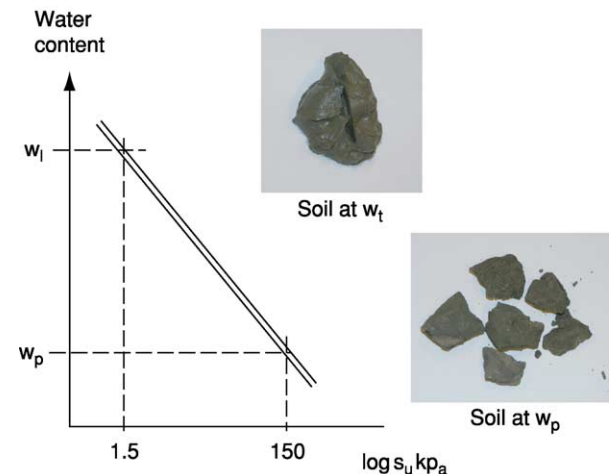 Water
content
w_l
w_p
1.5
150
log s_u kp_a
Soil at w_t
Soil at w_p